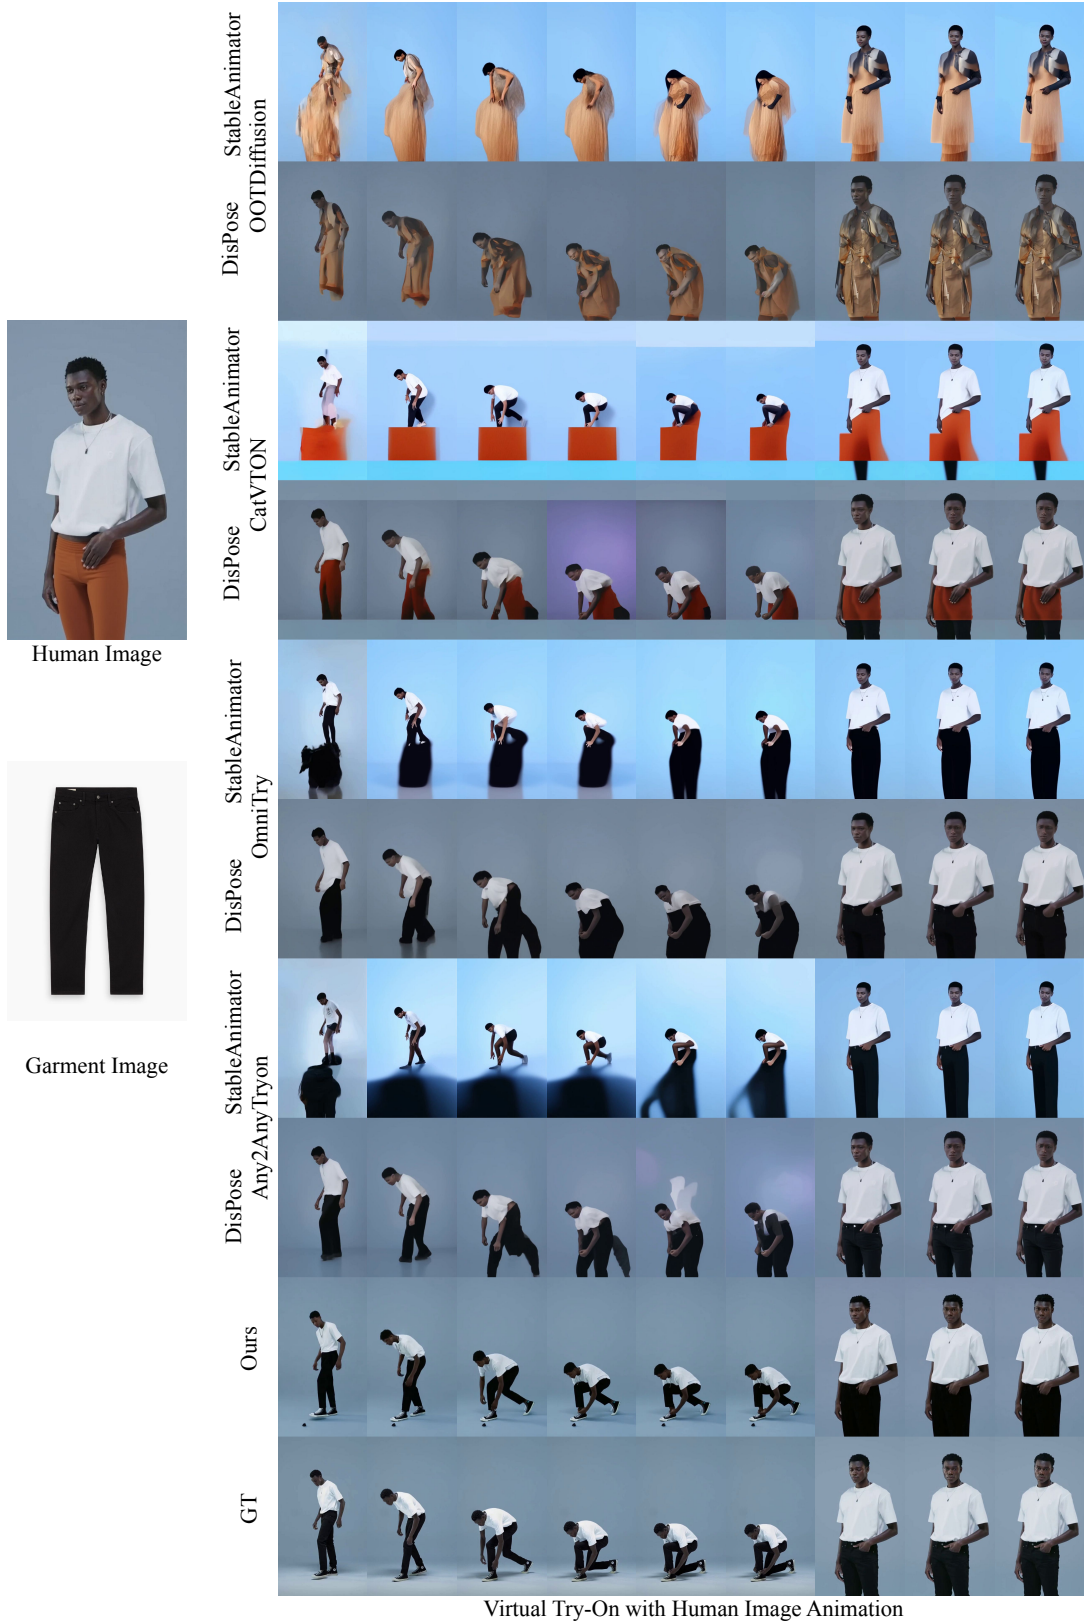 StableAnimator
OOTDiffusion
DisPose
StableAnimator
CatVTON
DisPose
Human Image
StableAnimator
OmniTry
DisPose
Garment Image
StableAnimator
Any2AnyTryon
DisPose
Ours
GT
Virtual Try-On with Human Image Animation